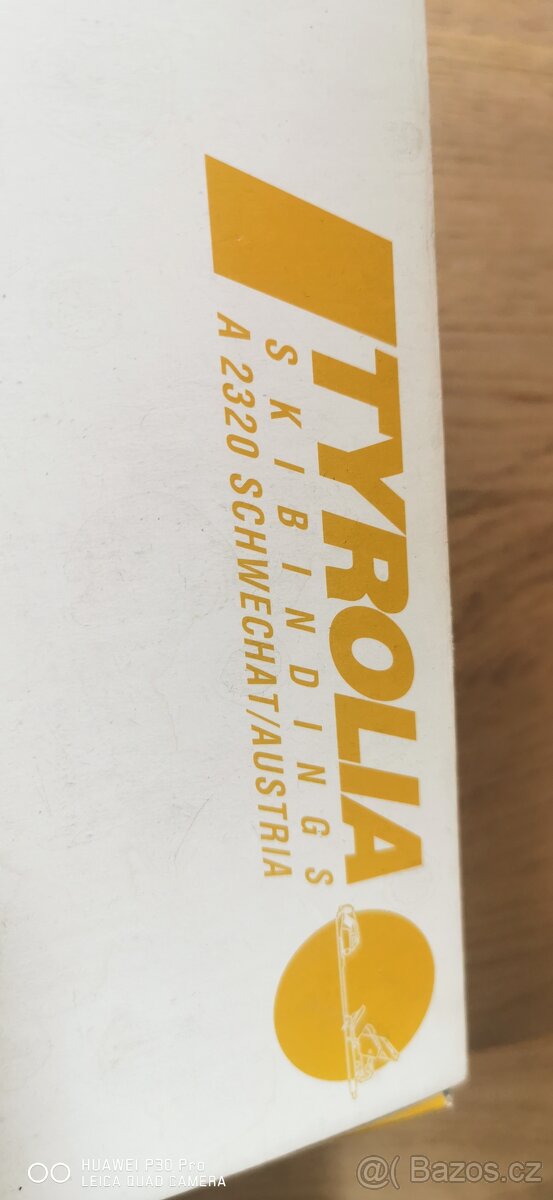 TYROLIA
SKIBINDINGS
A 2320 SCHWECHAT/AUSTRIA
HUAWEI P30 Pro
LEICA QUAD CAMERA
@( Bazos.cz